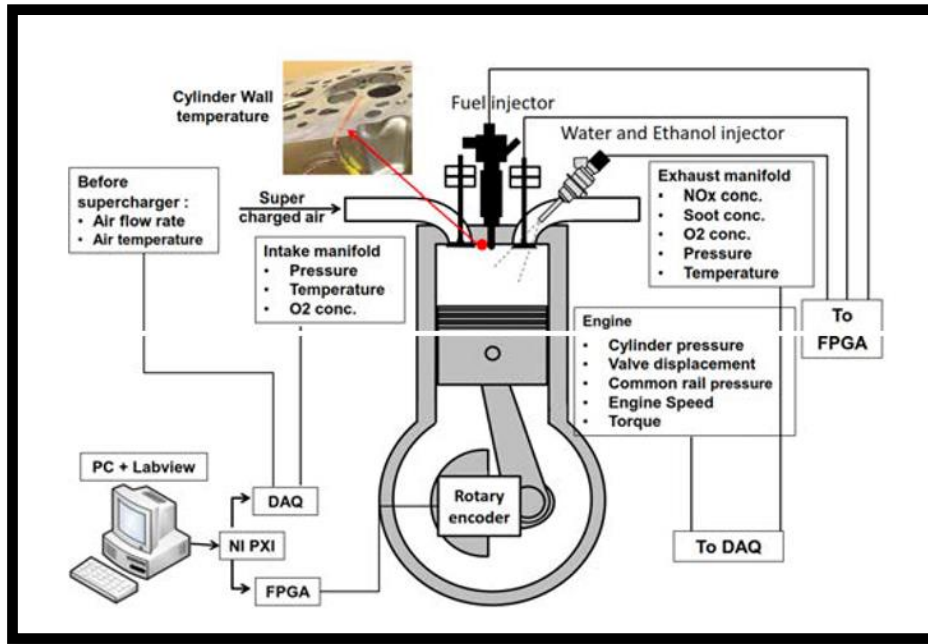 Cylinder Wall
temperature
Fuel injector
Water and Ethanol injector
Before
supercharger :
• Air flow rate
• Air temperature
Super
charged air
Intake manifold
• Pressure
• Temperature
• O2 conc.
Exhaust manifold
• NOx conc.
• Soot conc.
• O2 conc.
• Pressure
• Temperature
To
FPGA
Engine
• Cylinder pressure
• Valve displacement
• Common rail pressure
• Engine Speed
• Torque
PC + Labview
DAQ
NI PXI
FPGA
Rotary
encoder
To DAQ